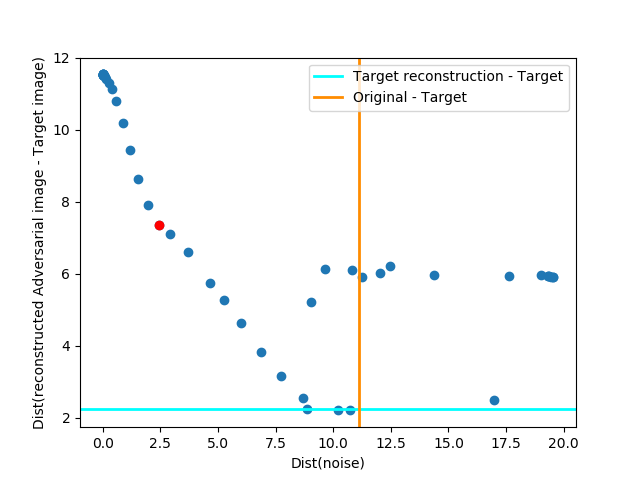 12
10
8
6
4
2
Dist(reconstructed Adversarial image - Target image)
Target reconstruction - Target
Original - Target
0.0 2.5 5.0 7.5 10.0 12.5 15.0 17.5 20.0
Dist(noise)